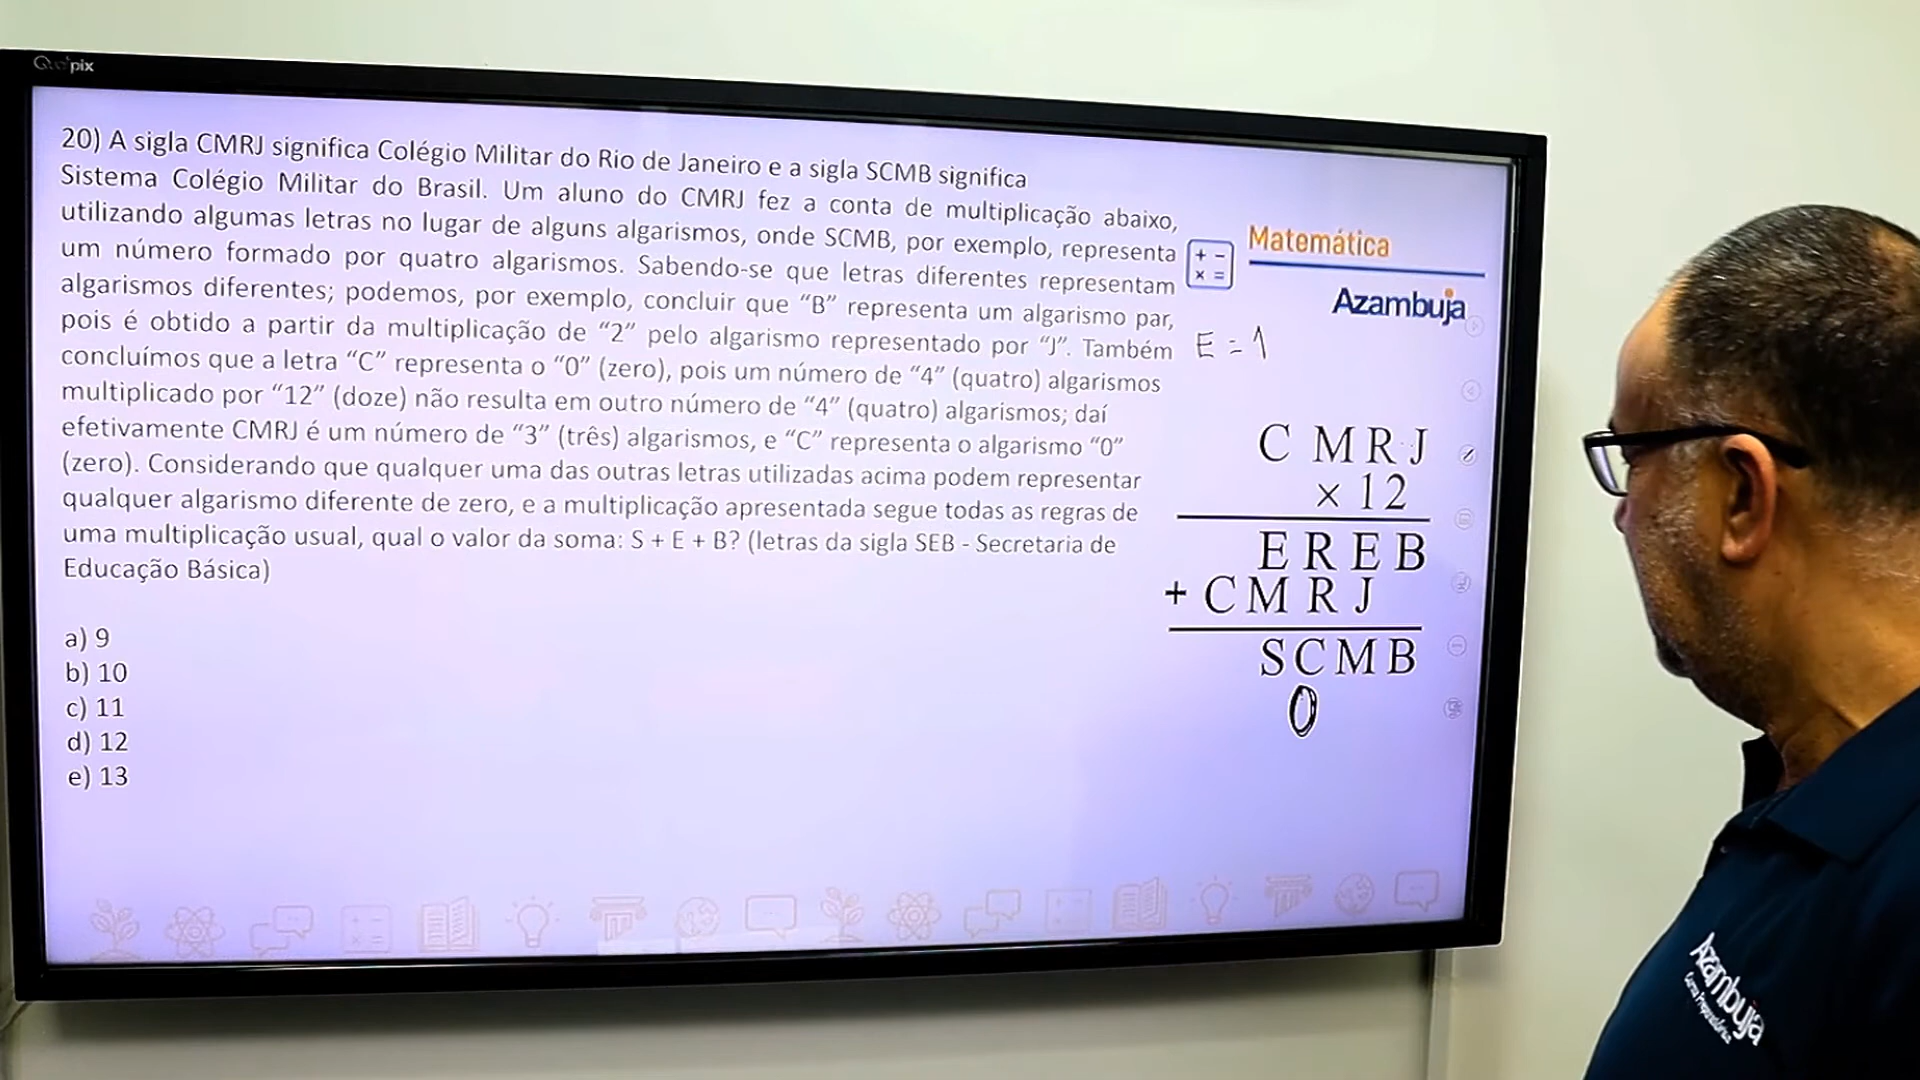 20) A sigla CMRJ significa Colégio Militar do Rio de Janeiro e a sigla SCMB significa
Sistema Colégio Militar do Brasil. Um aluno do CMRJ fez a conta de multiplicação abaixo,
utilizando algumas letras no lugar de alguns algarismos, onde SCMB, por exemplo, representa
um número formado por quatro algarismos. Sabendo-se que letras diferentes representam
algarismos diferentes; podemos, por exemplo, concluir que “B” representa um algarismo par,
pois é obtido a partir da multiplicação de “2” pelo algarismo representado por “J”. Também
concluímos que a letra “C” representa o “0” (zero), pois um número de “4” (quatro) algarismos
multiplicado por “12” (doze) não resulta em outro número de “4” (quatro) algarismos; daí
efetivamente CMRJ é um número de “3” (três) algarismos, e “C” representa o algarismo “0”
(zero). Considerando que qualquer uma das outras letras utilizadas acima podem representar
qualquer algarismo diferente de zero, e a multiplicação apresentada segue todas as regras de
uma multiplicação usual, qual o valor da soma: S + E + B? (letras da sigla SEB - Secretaria de
Educação Básica)
a) 9
b) 10
c) 11
d) 12
e) 13
+ -
× =
Matemática
Azambuja
E = 1
C M R J
× 12
E R E B
+ C M R J
S C M B
0
Azambuja